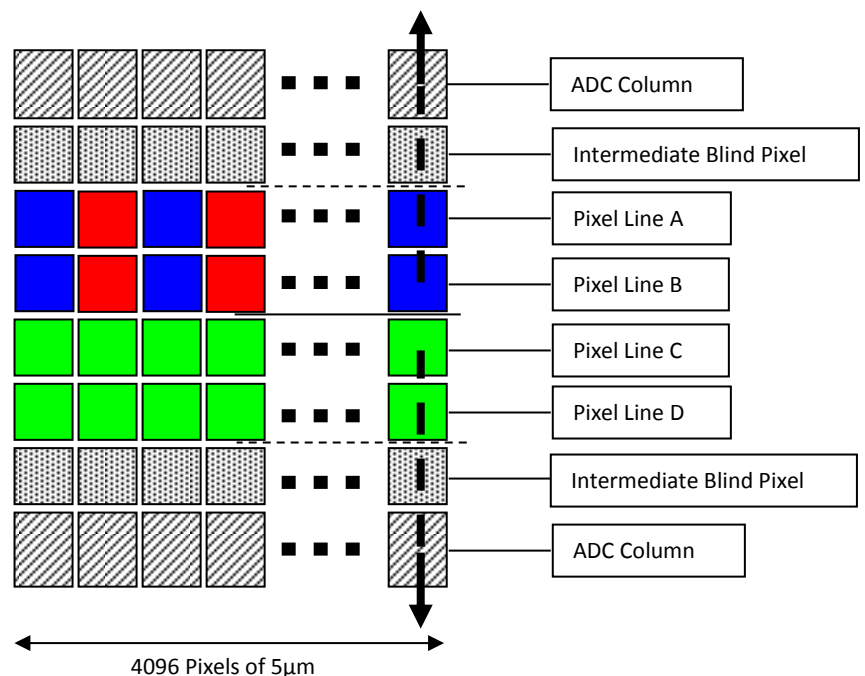 ADC Column
Intermediate Blind Pixel
Pixel Line A
Pixel Line B
Pixel Line C
Pixel Line D
Intermediate Blind Pixel
ADC Column
4096 Pixels of 5µm